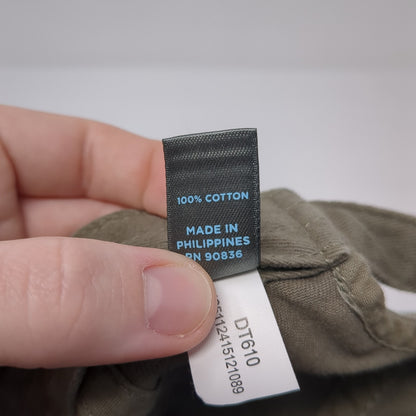 100% COTTON
MADE IN
PHILIPPINES
RN 90836
DT610